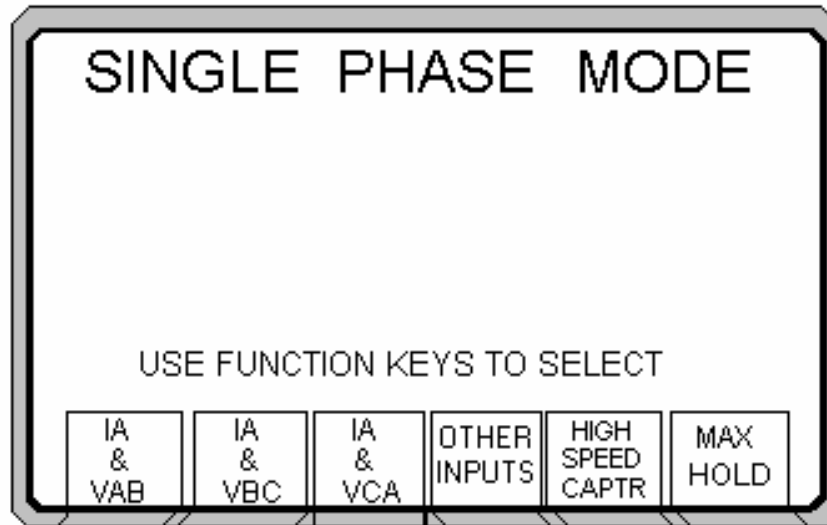 SINGLE PHASE MODE
USE FUNCTION KEYS TO SELECT
IA
&
VAB
IA
&
VBC
IA
&
VCA
OTHER
INPUTS
HIGH
SPEED
CAPTR
MAX
HOLD